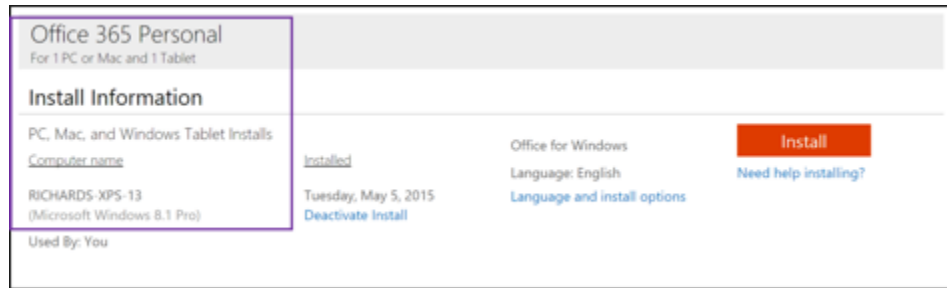 Office 365 Personal
For 1 PC or Mac and 1 Tablet
Install Information
PC, Mac, and Windows Tablet Installs
Computer name
RICHARDS-XPS-13
(Microsoft Windows 8.1 Pro)
Used By: You
Installed
Tuesday, May 5, 2015
Deactivate Install
Office for Windows
Language: English
Language and install options
Install
Need help installing?